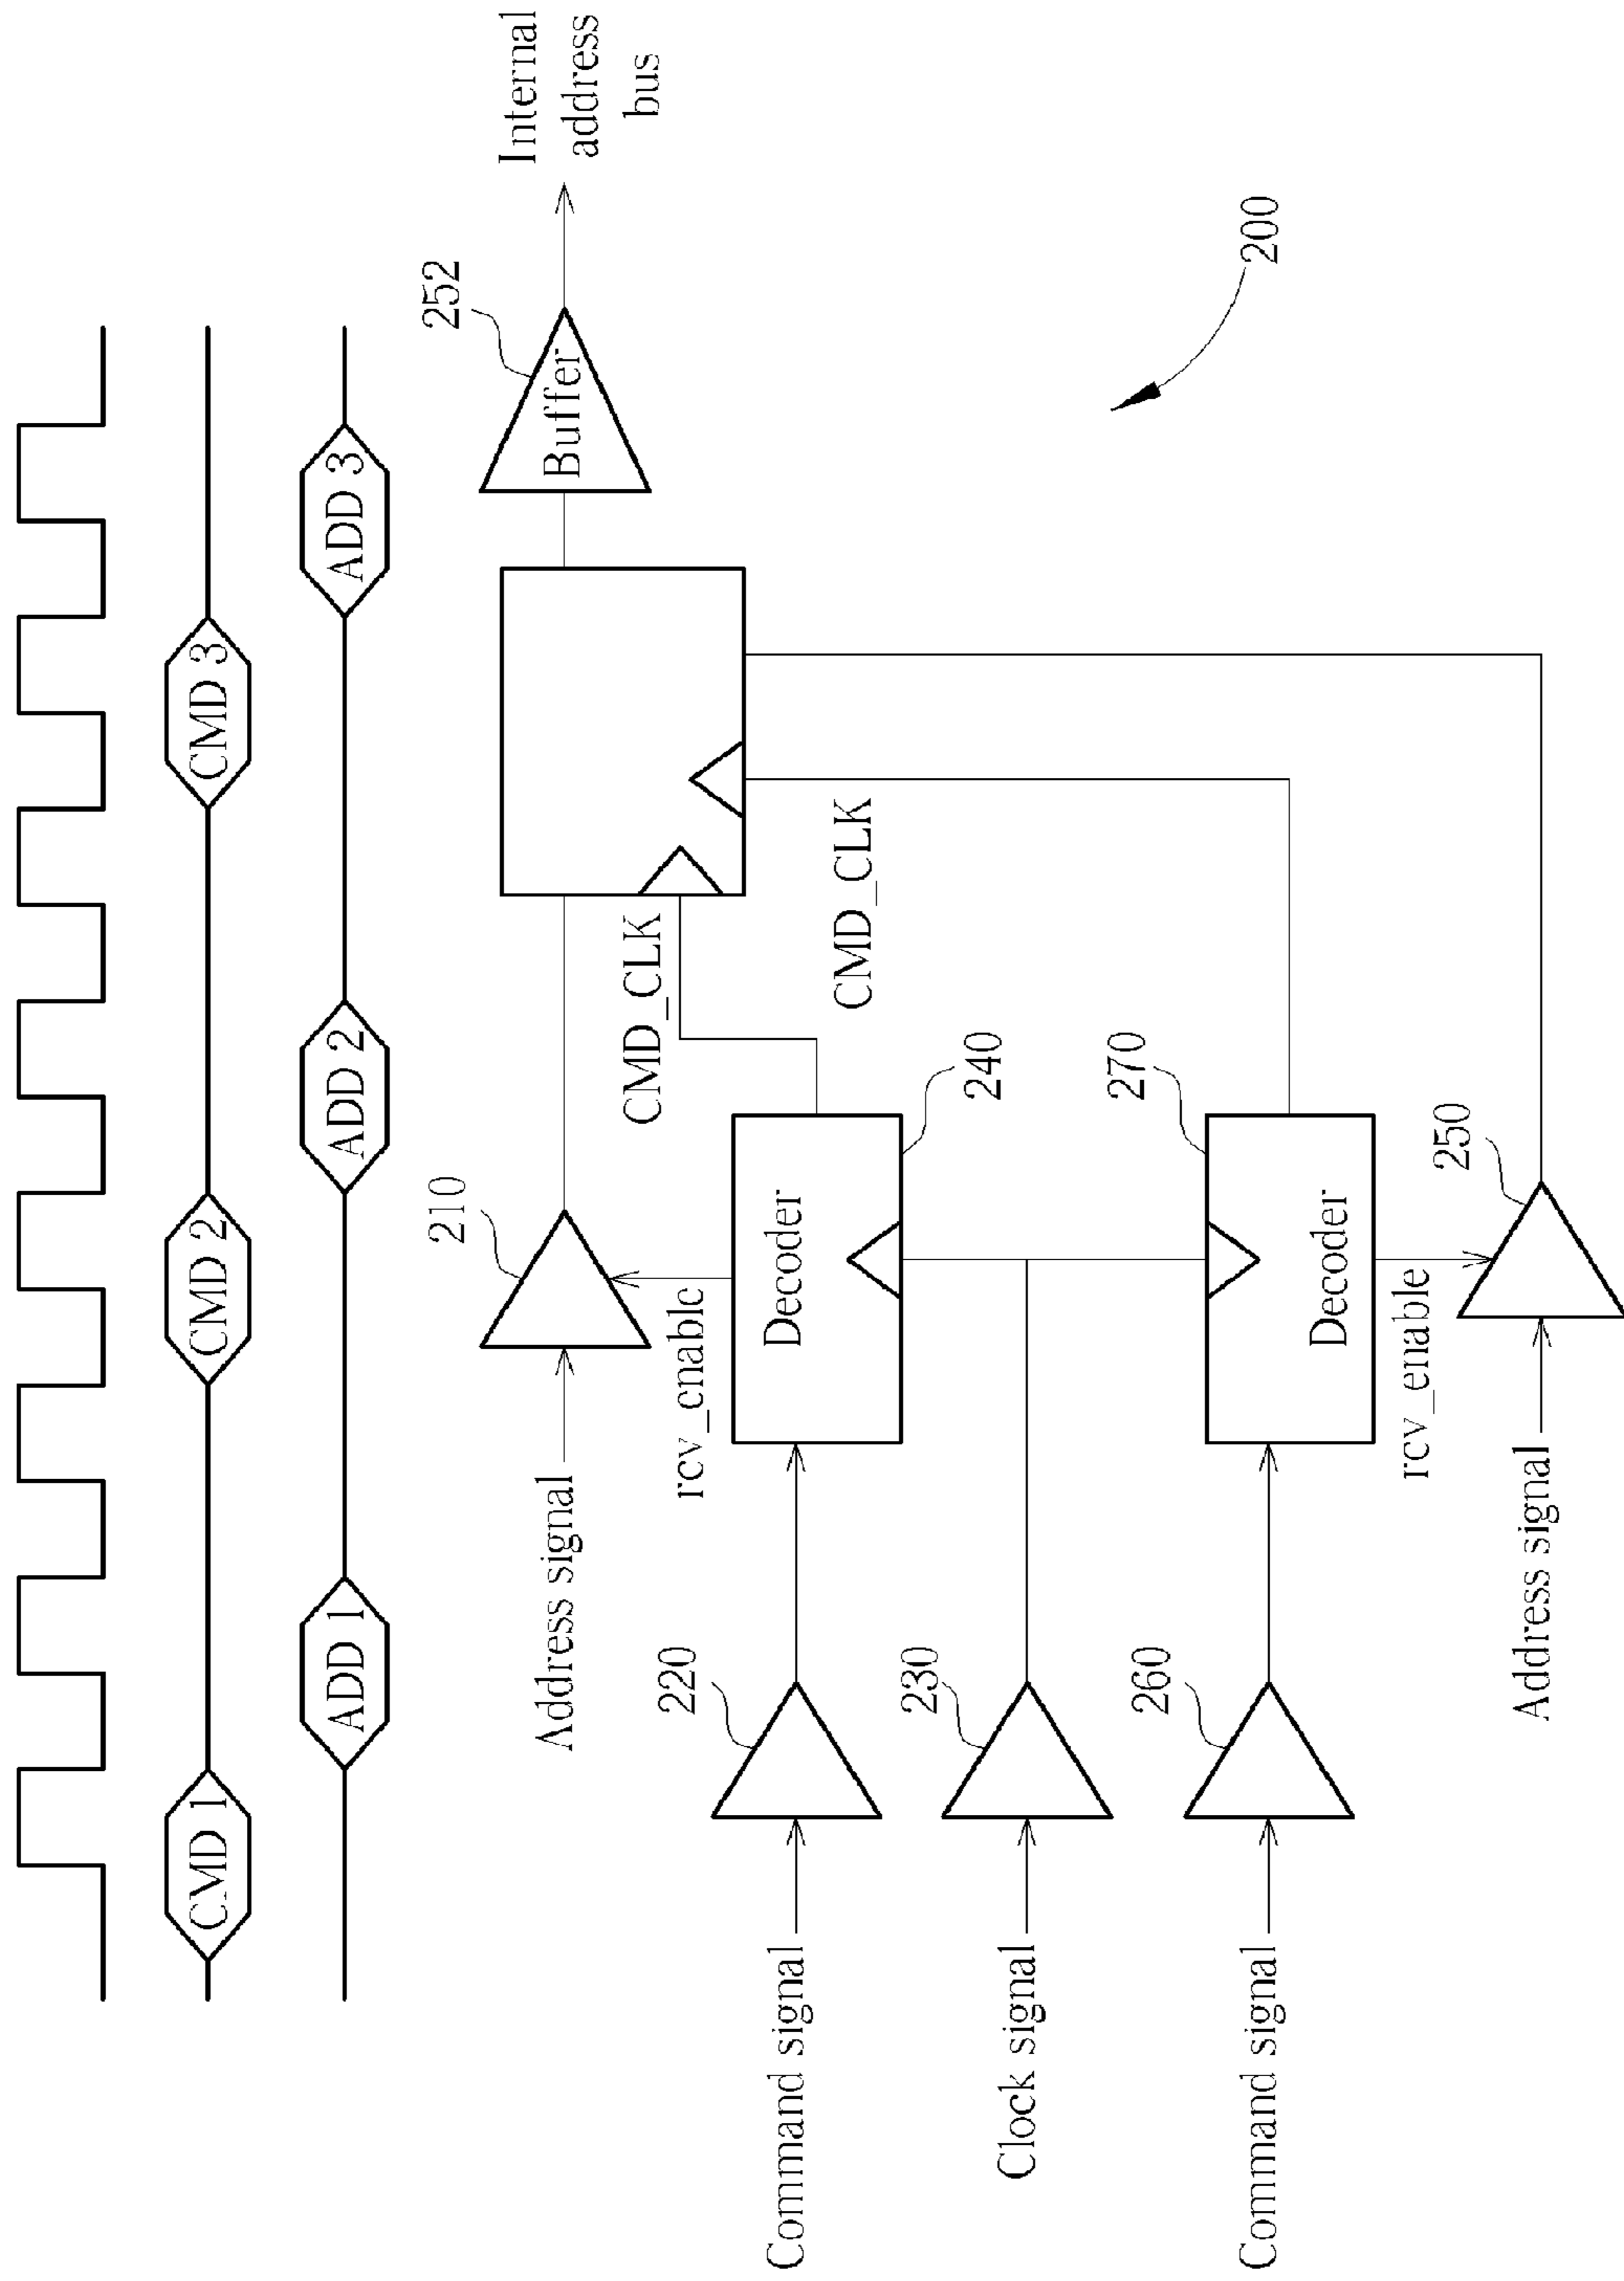 CMD 1
CMD 2
CMD 3
ADD 1
ADD 2
ADD 3
210
252
Address signal
Buffer
Internal
address
bus
rcv_enable
CMD_CLK
220
Command signal
Decoder
CMD_CLK
240
230
Clock signal
270
200
260
Command signal
Decoder
rcv_enable
250
Address signal